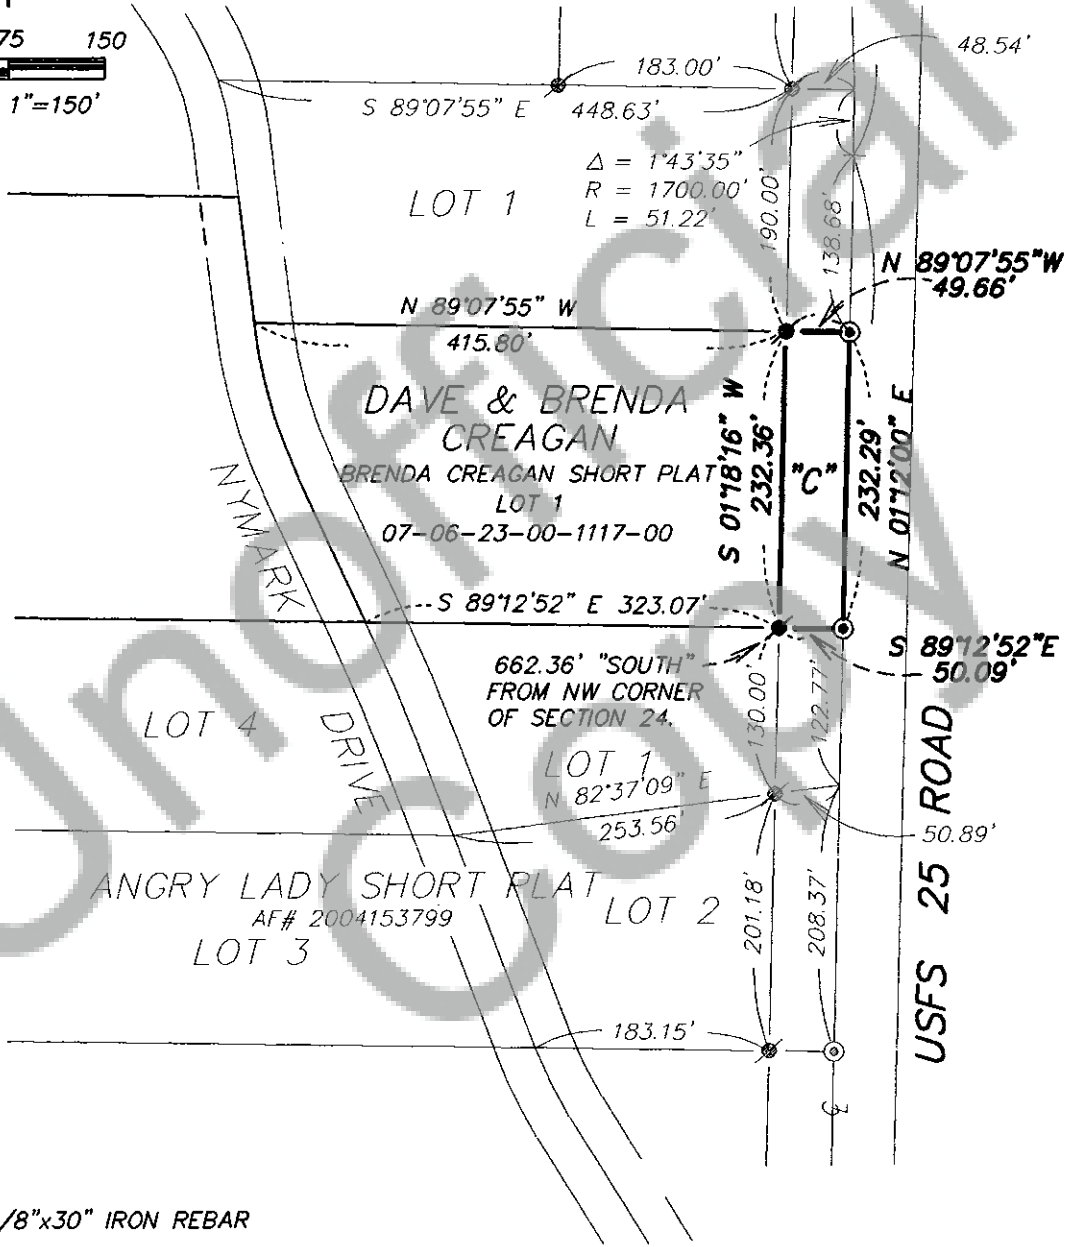 75 150
1"=150'
183.00'
48.54'
S 89°07'55" E 448.63'
Δ = 1°43'35"
R = 1700.00'
L = 51.22'
LOT 1
190.00'
138.68'
N 89°07'55"W
49.66'
N 89°07'55" W
415.80'
DAVE & BRENDA
CREAGAN
BRENDA CREAGAN SHORT PLAT
LOT 1
07-06-23-00-1117-00
S 01°18'16" W
232.36'
"C"
232.29'
N 01°12'00" E
NYMARK
DRIVE
S 89°12'52" E 323.07'
S 89°12'52"E
50.09'
662.36' "SOUTH"
FROM NW CORNER
OF SECTION 24.
130.00'
122.77'
LOT 4
LOT 1
N 82°37'09" E
253.56'
50.89'
ANGRY LADY SHORT PLAT
AF# 2004153799
LOT 2
LOT 3
201.18'
208.37'
USFS 25 ROAD
183.15'
/8"x30" IRON REBAR
Unofficial
Copy